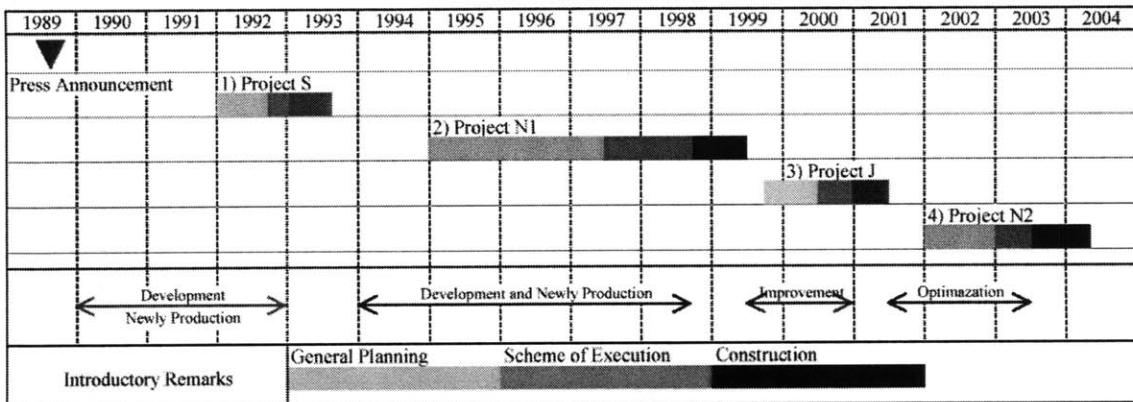 1989 1990 1991 1992 1993 1994 1995 1996 1997 1998 1999 2000 2001 2002 2003 2004
Press Announcement
1) Project S
2) Project N1
3) Project J
4) Project N2
Development
Newly Production
Development and Newly Production
Improvement
Optimazation
Introductory Remarks
General Planning
Scheme of Execution
Construction